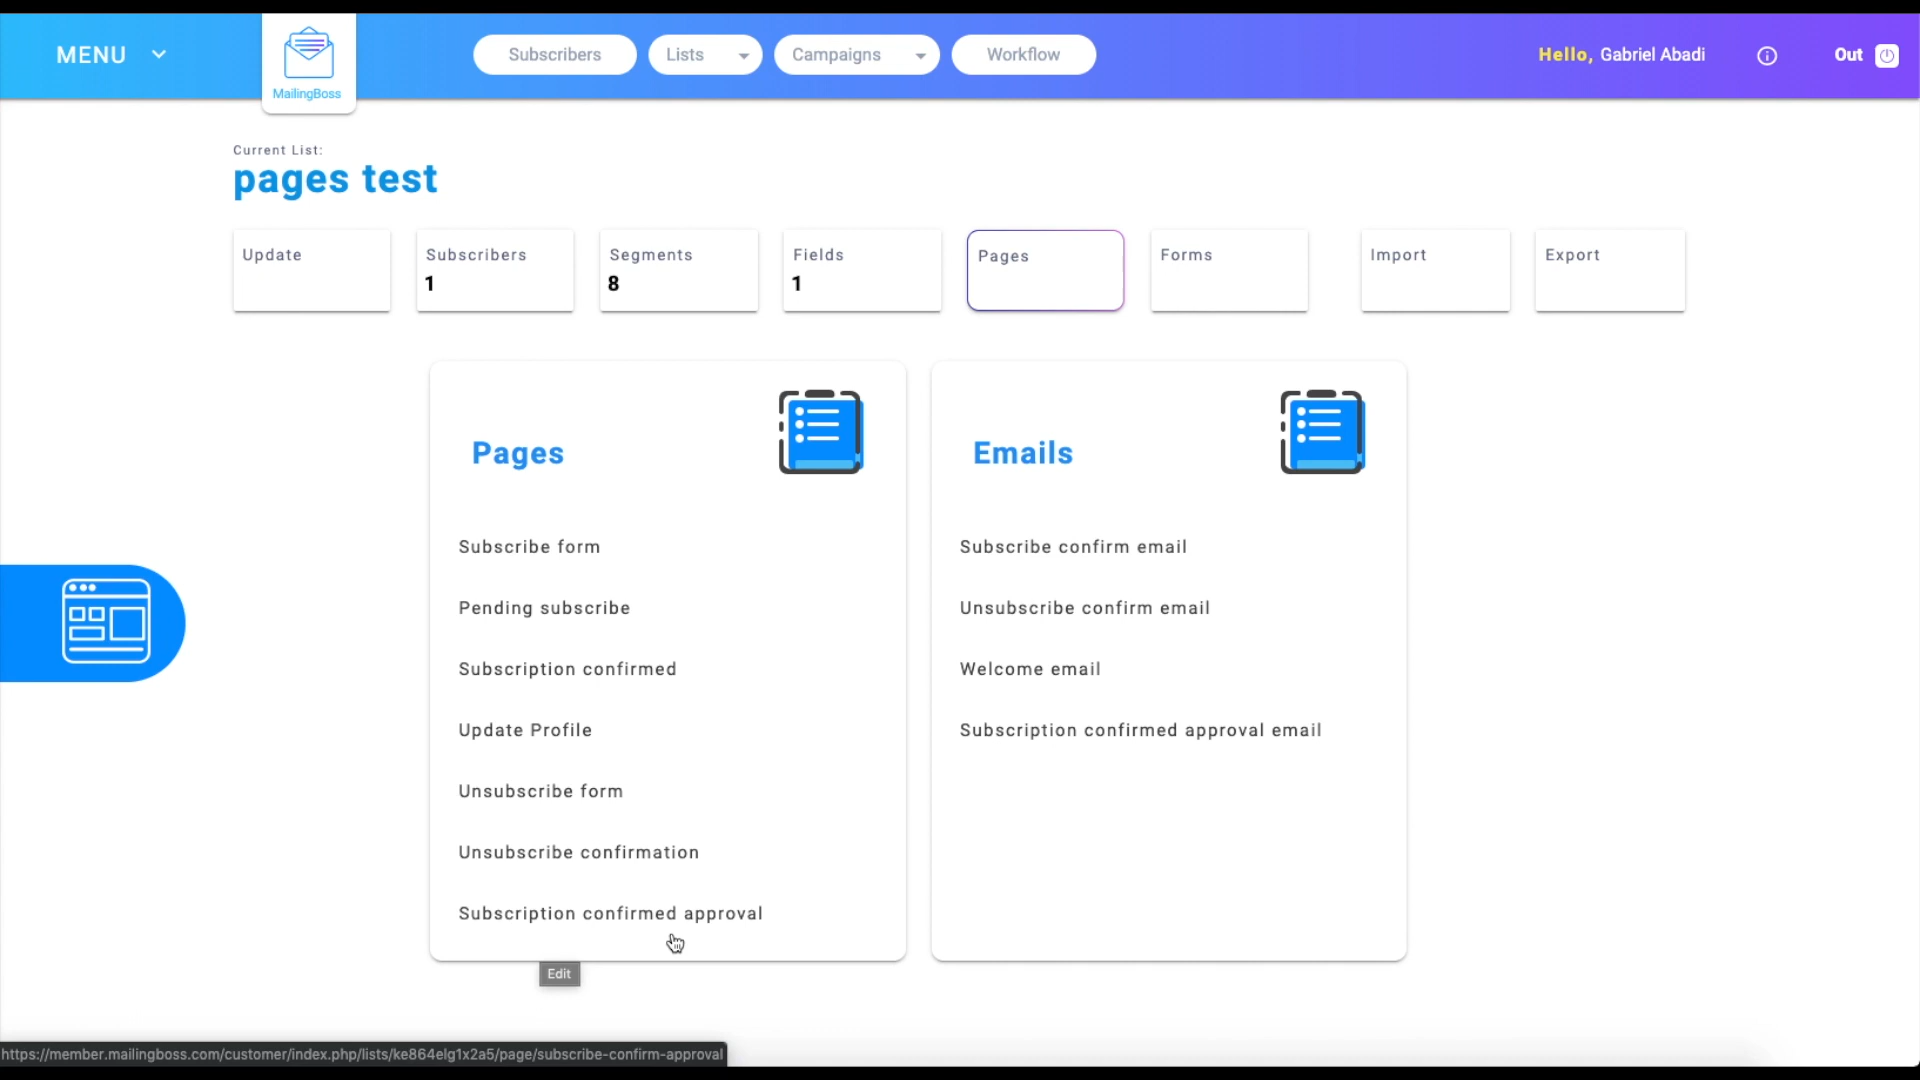 MENU
MailingBoss
Subscribers
Lists
Campaigns
Workflow
Hello, Gabriel Abadi
Out
Current List:
pages test
Update
Subscribers
1
Segments
8
Fields
1
Pages
Forms
Import
Export
Pages
Subscribe form
Pending subscribe
Subscription confirmed
Update Profile
Unsubscribe form
Unsubscribe confirmation
Subscription confirmed approval
Emails
Subscribe confirm email
Unsubscribe confirm email
Welcome email
Subscription confirmed approval email
Edit
https://member.mailingboss.com/customer/index.php/lists/ke864elg1x2a5/page/subscribe-confirm-approval